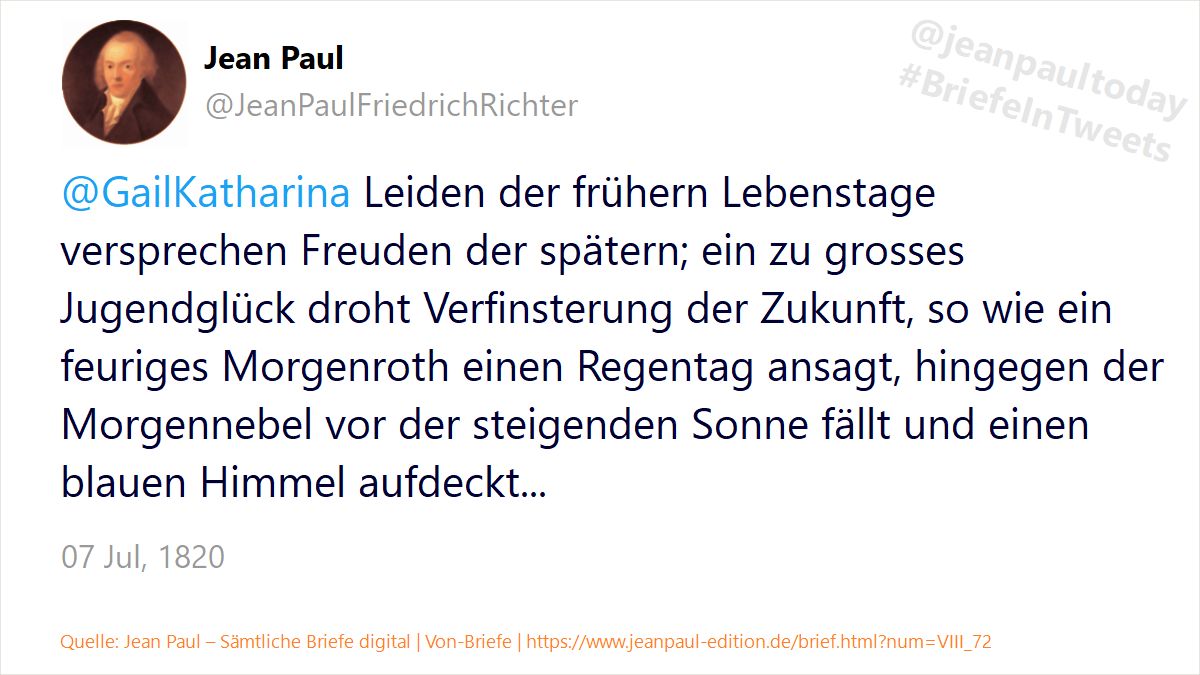 Jean Paul
@JeanPaulFriedrichRichter
@jeanpaultoday
#BriefeInTweets
@GailKatharina Leiden der frühern Lebenstage
versprechen Freuden der spätern; ein zu grosses
Jugendglück droht Verfinsterung der Zukunft, so wie ein
feuriges Morgenroth einen Regentag ansagt, hingegen der
Morgennebel vor der steigenden Sonne fällt und einen
blauen Himmel aufdeckt...
07 Jul, 1820
Quelle: Jean Paul – Sämtliche Briefe digital | Von-Briefe | https://www.jeanpaul-edition.de/brief.html?num=VIII_72